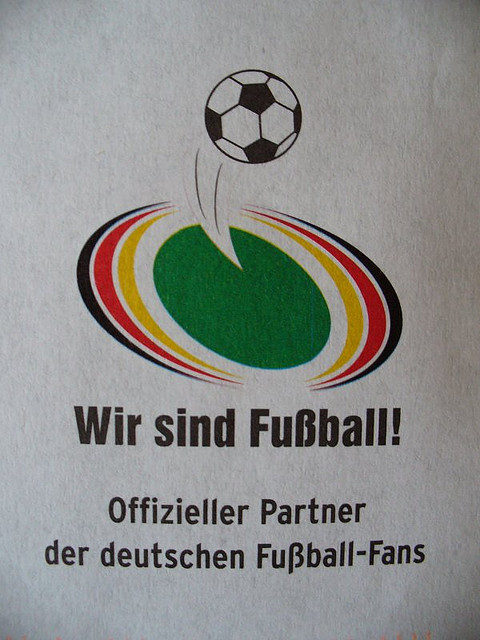 Wir sind Fußball!
Offizieller Partner
der deutschen Fußball-Fans